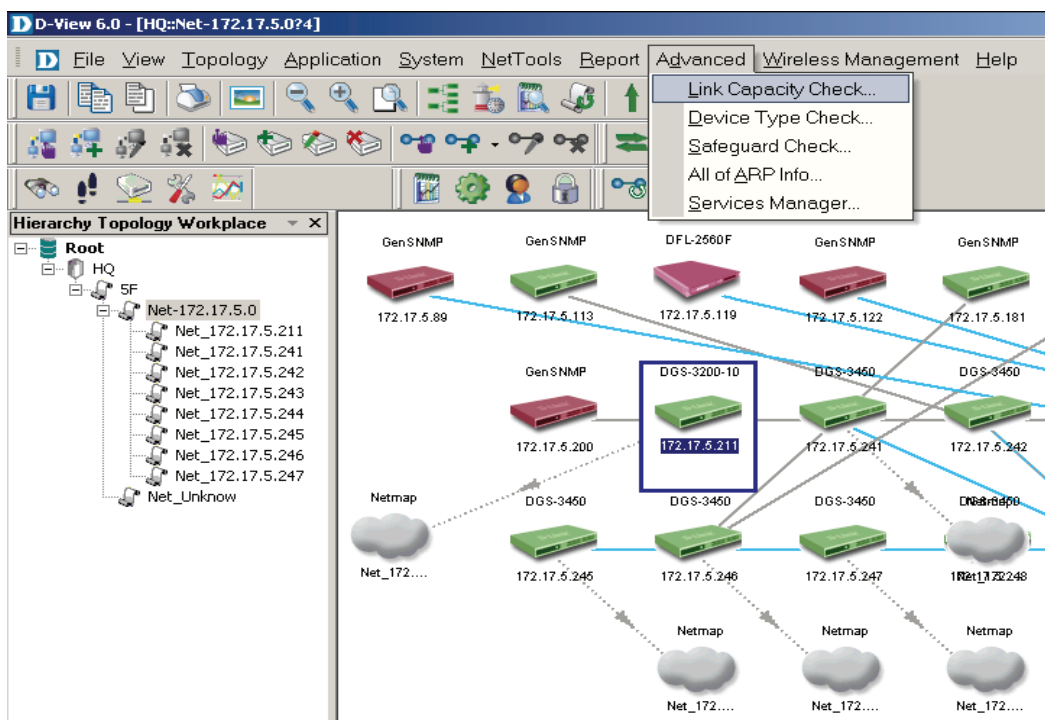 D-View 6.0 - [HQ::Net-172.17.5.0?4]
File View Topology Application System NetTools Report Advanced Wireless Management Help
Link Capacity Check...
Device Type Check...
Safeguard Check...
All of ARP Info...
Services Manager...
Hierarchy Topology Workplace
Root
HQ
5F
Net-172.17.5.0
Net_172.17.5.211
Net_172.17.5.241
Net_172.17.5.242
Net_172.17.5.243
Net_172.17.5.244
Net_172.17.5.245
Net_172.17.5.246
Net_172.17.5.247
Net_Unknow
GenSNMP GenSNMP DFL-2560F GenSNMP GenSNMP
172.17.5.89 172.17.5.113 172.17.5.119 172.17.5.122 172.17.5.181
GenSNMP DGS-3200-10 DGS-3450 DGS-3450
172.17.5.200 172.17.5.211 172.17.5.241 172.17.5.242
Netmap DGS-3450 DGS-3450 DGS-3450
Net_172.... 172.17.5.245 172.17.5.246 172.17.5.247
Netmap Netmap Netmap
Net_172.... Net_172.... Net_172....